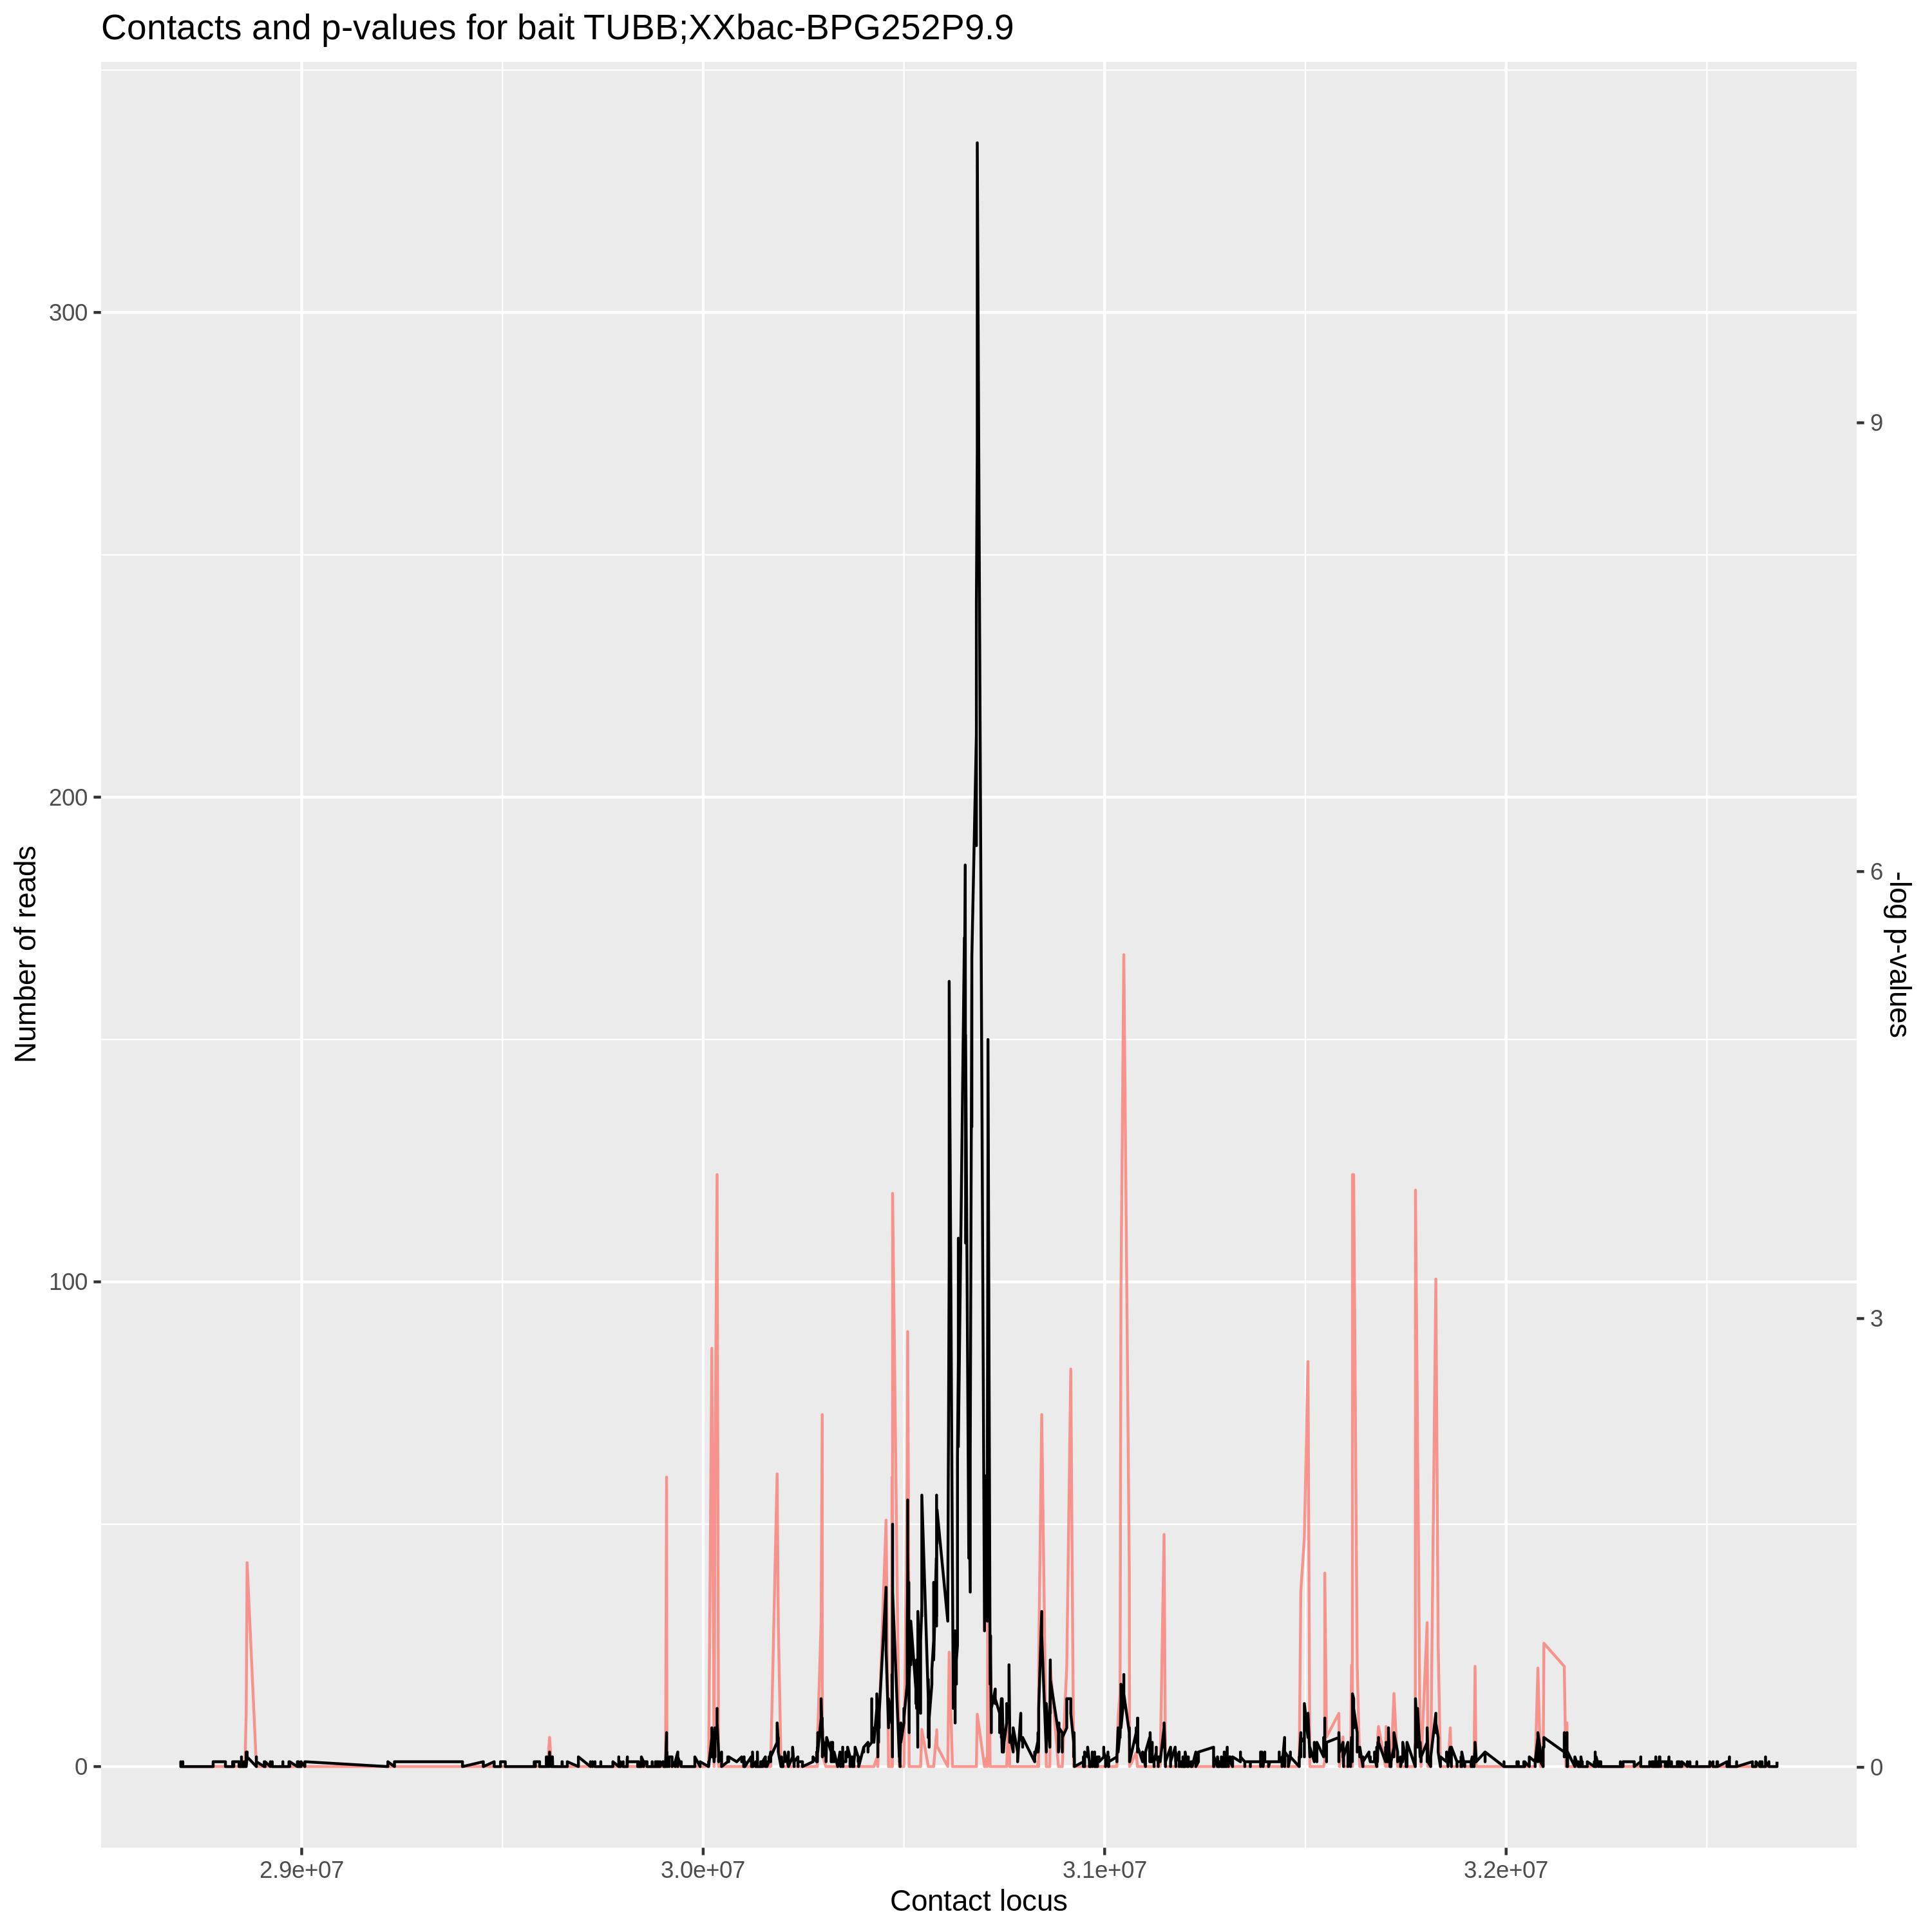 Contacts and p-values for bait TUBB;XXbac-BPG252P9.9
Number of reads
300
200
100
0
9
6
3
0
-log p-values
2.9e+07
3.0e+07
3.1e+07
3.2e+07
Contact locus